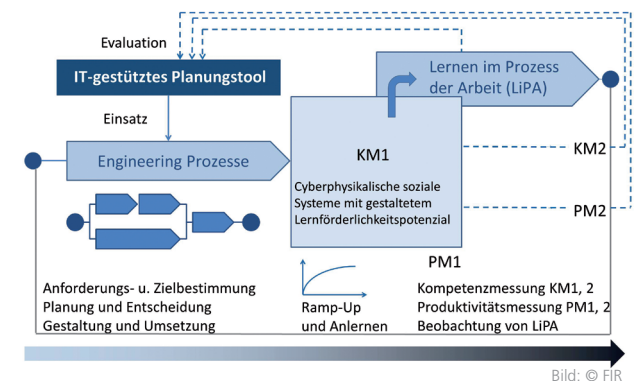 Evaluation
IT-gestütztes Planungstool
Einsatz
Lernen im Prozess
der Arbeit (LiPA)
Engineering Prozesse
KM1
KM2
Cyberphysikalische soziale
Systeme mit gestaltetem
Lernförderlichkeitspotenzial
PM2
PM1
Anforderungs- u. Zielbestimmung
Planung und Entscheidung
Gestaltung und Umsetzung
Ramp-Up
und Anlernen
Kompetenzmessung KM1, 2
Produktivitätsmessung PM1, 2
Beobachtung von LiPA
Bild: © FIR